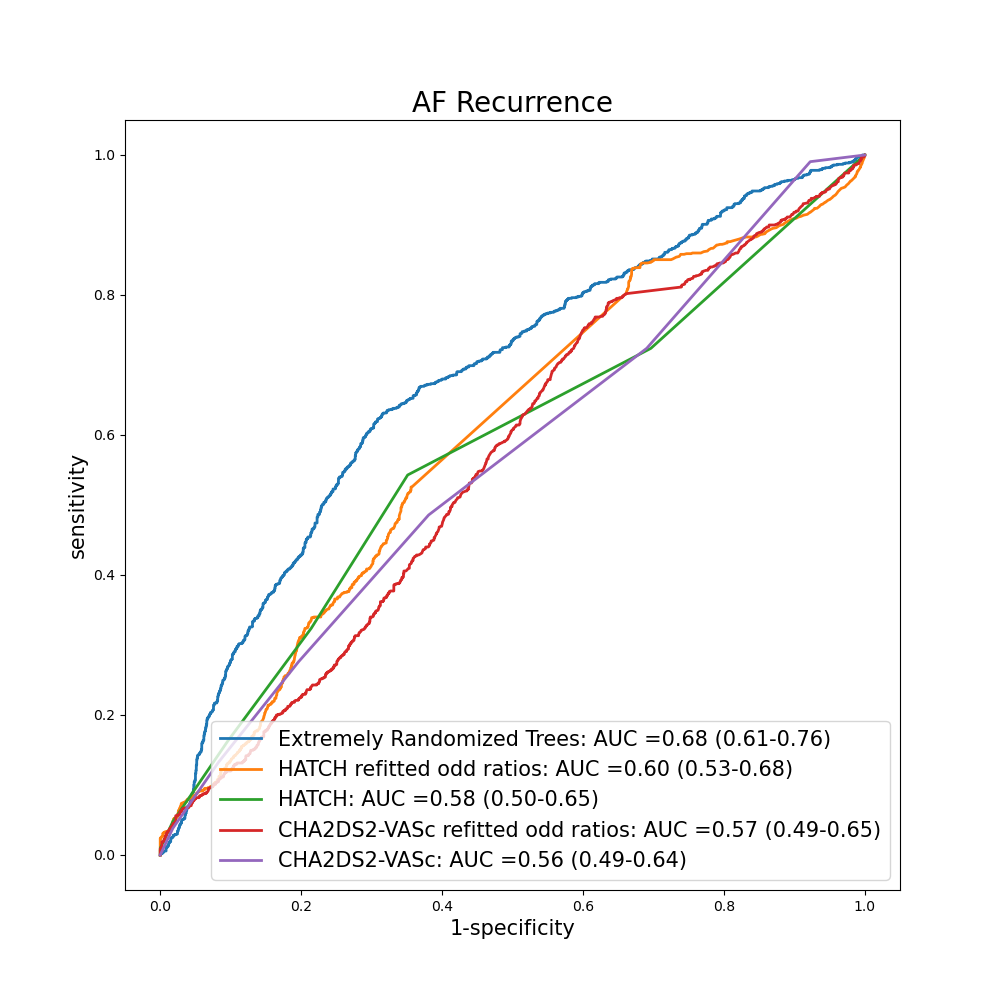 AF Recurrence
1.0
0.8
0.6
0.4
0.2
0.0
sensitivity
Extremely Randomized Trees: AUC =0.68 (0.61-0.76)
HATCH refitted odd ratios: AUC =0.60 (0.53-0.68)
HATCH: AUC =0.58 (0.50-0.65)
CHA2DS2-VASc refitted odd ratios: AUC =0.57 (0.49-0.65)
CHA2DS2-VASc: AUC =0.56 (0.49-0.64)
0.0 0.2 0.4 0.6 0.8 1.0
1-specificity